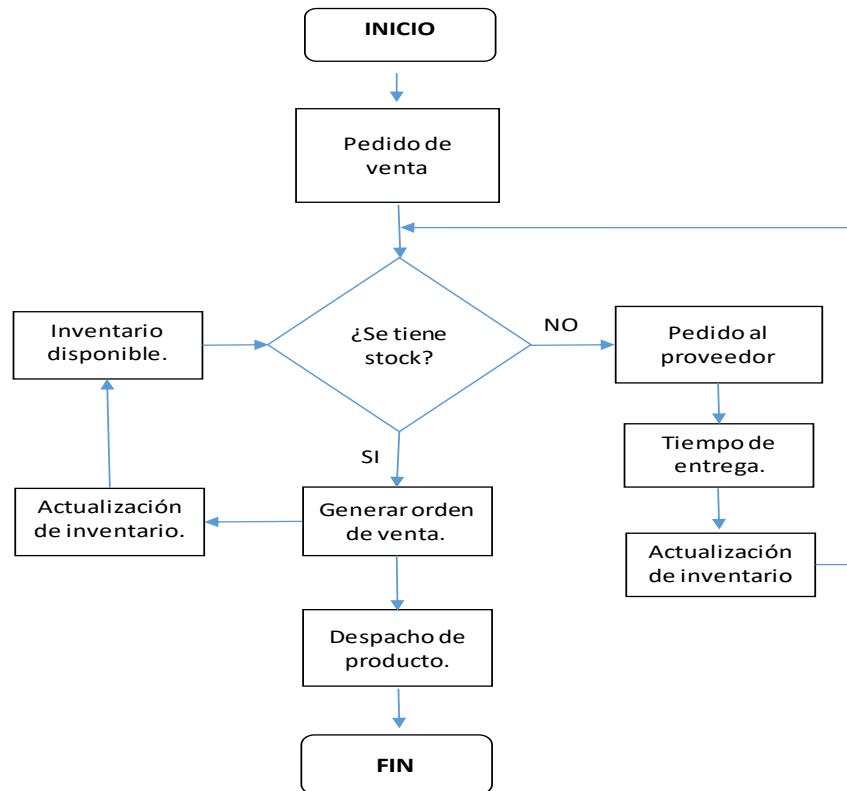 INICIO
Pedido de
venta
¿Se tiene
stock?
NO
Pedido al
proveedor
Inventario
disponible.
Tiempo de
entrega.
SI
Actualización
de inventario.
Generar orden
de venta.
Actualización
de inventario
Despacho de
producto.
FIN